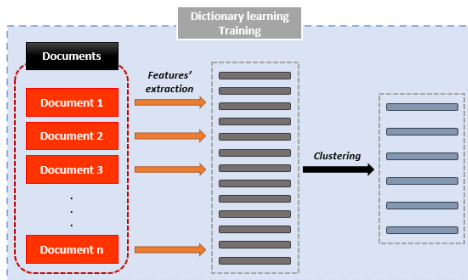 Dictionary learning
Training
Documents
Features'
extraction
Document 1
Document 2
Document 3
.
.
.
Document n
Clustering